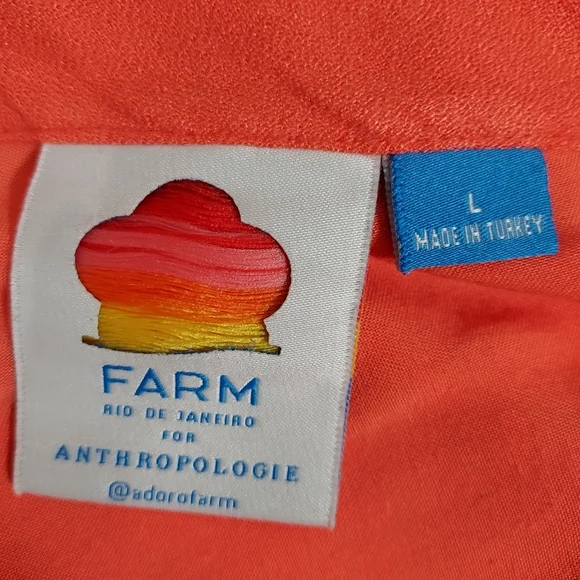 FARM
RIO DE JANEIRO
FOR
ANTHROPOLOGIE
@adorofarm
L
MADE IN TURKEY